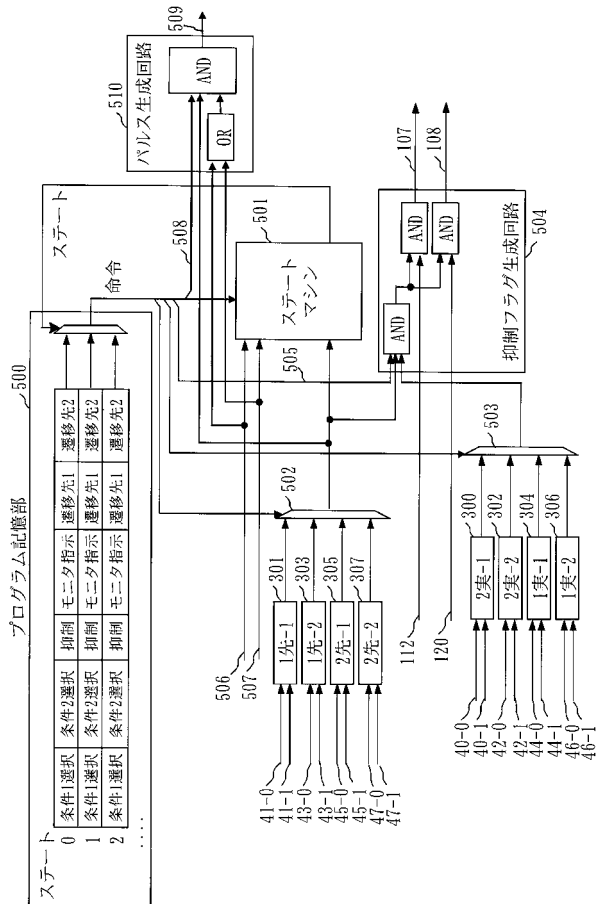 プログラム記憶部
500
ステート
0 条件1選択 条件2選択 抑制 モニタ指示 遷移先1 遷移先2
1 条件1選択 条件2選択 抑制 モニタ指示 遷移先1 遷移先2
2 条件1選択 条件2選択 抑制 モニタ指示 遷移先1 遷移先2
....
命令
ステート
510
パルス生成回路
OR
AND
509
508
501
ステート
マシン
505
506
507
502
41-0
41-1
43-0
43-1
45-0
45-1
47-0
47-1
301
1先-1
303
1先-2
305
2先-1
307
2先-2
112
120
AND
AND
AND
107
108
抑制フラグ生成回路
504
503
40-0
40-1
42-0
42-1
44-0
44-1
46-0
46-1
300
2実-1
302
2実-2
304
1実-1
306
1実-2